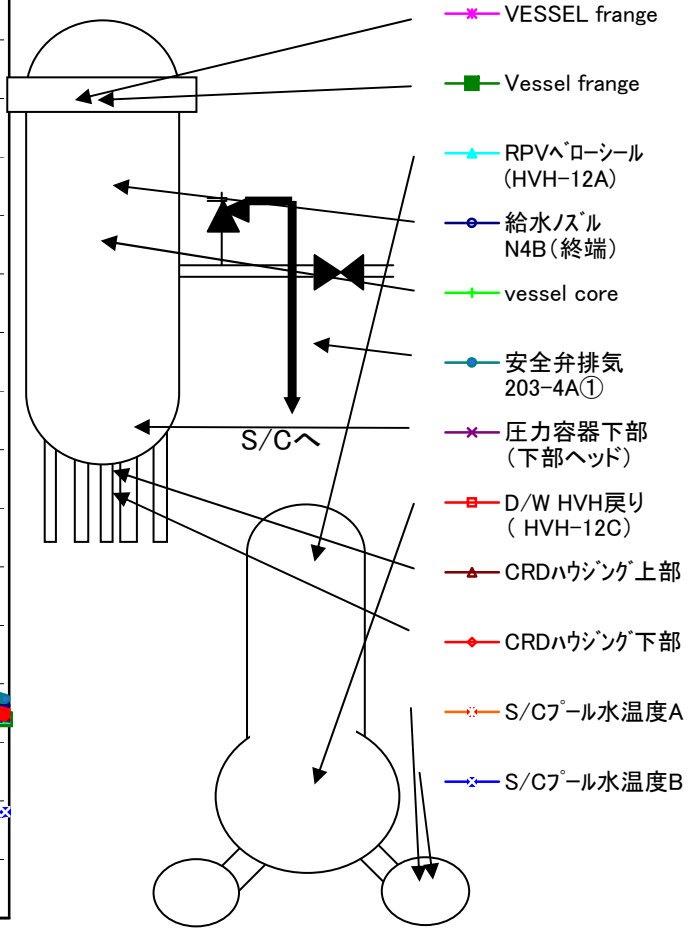 VESSEL frange
Vessel frange
RPVベローシール
(HVH-12A)
給水ノズル
N4B(終端)
vessel core
安全弁排気
203-4A①
圧力容器下部
(下部ヘッド)
D/W HVH戻り
( HVH-12C)
CRDハウジング上部
CRDハウジング下部
S/Cプール水温度A
S/Cプール水温度B
S/Cへ